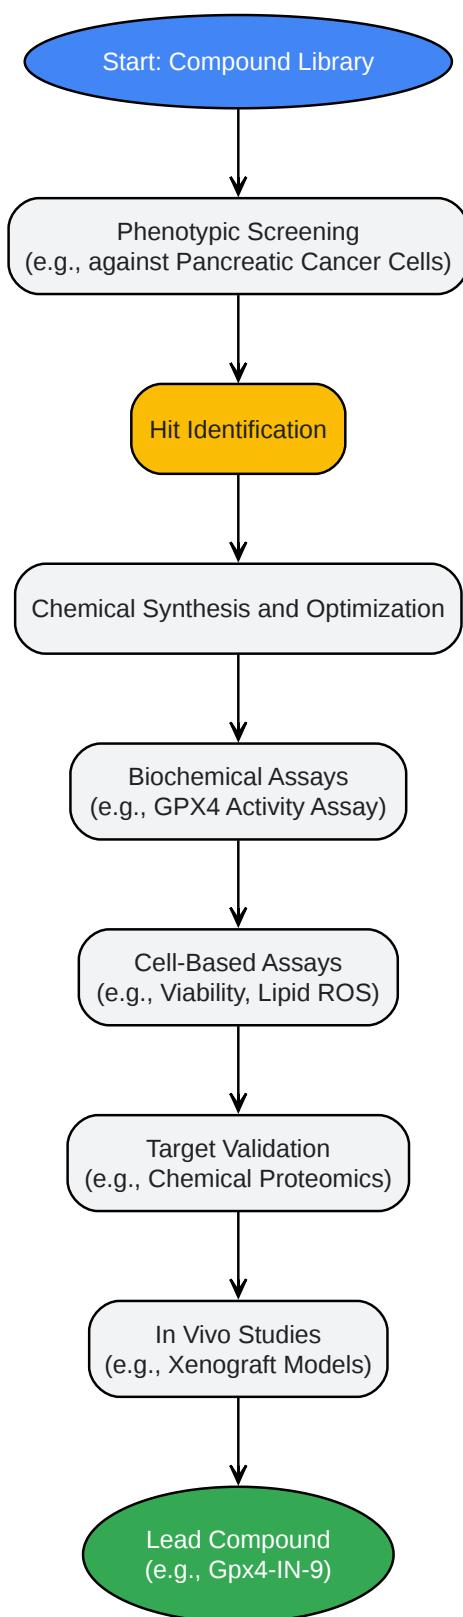 Start: Compound Library
Phenotypic Screening
(e.g., against Pancreatic Cancer Cells)
Hit Identification
Chemical Synthesis and Optimization
Biochemical Assays
(e.g., GPX4 Activity Assay)
Cell-Based Assays
(e.g., Viability, Lipid ROS)
Target Validation
(e.g., Chemical Proteomics)
In Vivo Studies
(e.g., Xenograft Models)
Lead Compound
(e.g., Gpx4-IN-9)